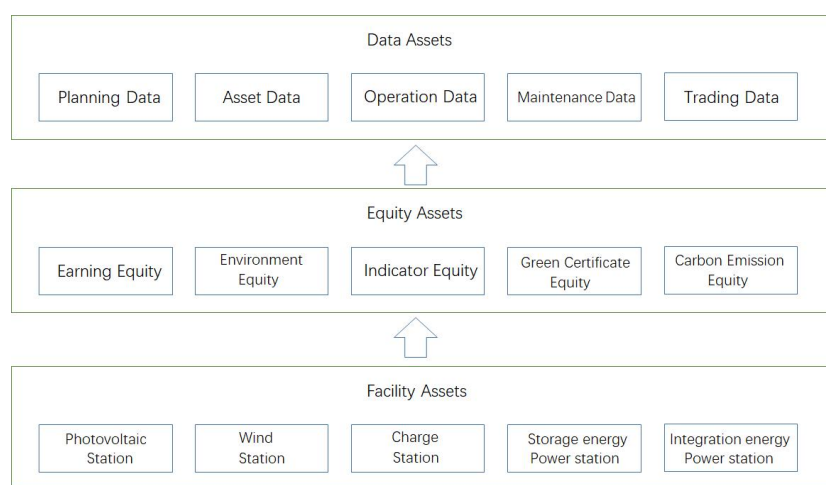 Data Assets
Planning Data
Asset Data
Operation Data
Maintenance Data
Trading Data
Equity Assets
Earning Equity
Environment
Equity
Indicator Equity
Green Certificate
Equity
Carbon Emission
Equity
Facility Assets
Photovoltaic
Station
Wind
Station
Charge
Station
Storage energy
Power station
Integration energy
Power station